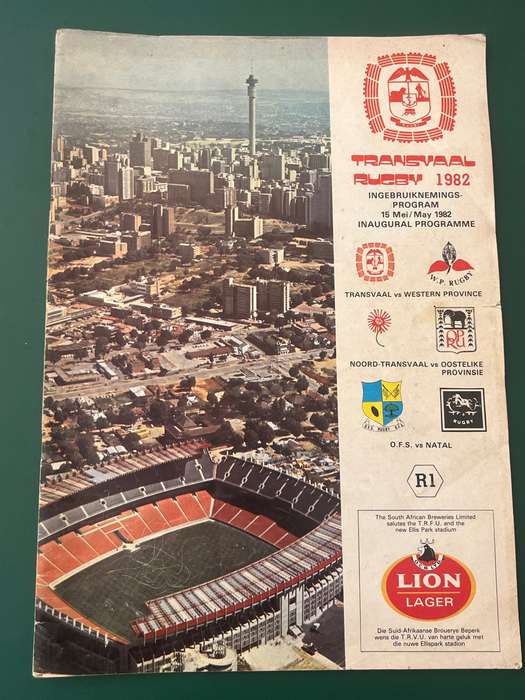 TRANSVAAL
RUGBY 1982
INGEBRUIKNEMINGS-
PROGRAM
15 Mei/May 1982
INAUGURAL PROGRAMME
W.P. RUGBY
TRANSVAAL vs WESTERN PROVINCE
NOORD-TRANSVAAL vs OOSTELIKE
PROVINSIE
RUGBY
O.F.S. vs NATAL
R1
The South African Breweries Limited
salutes the T.R.F.U. and the
new Ellis Park stadium
LION
LAGER
Die Suid-Afrikaanse Brouerye Beperk
wens die T.R.V.U. van harte geluk met
die nuwe Ellispark stadion